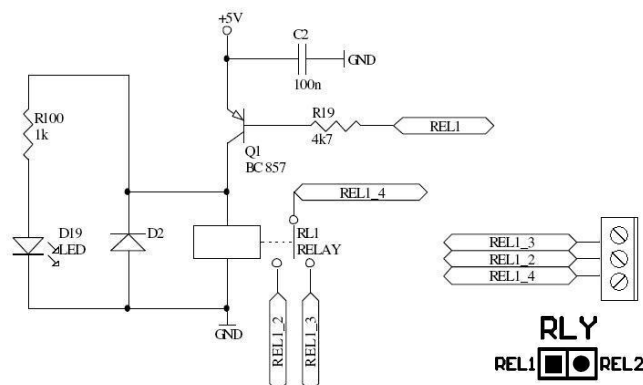 +5V
C2
GND
100n
R100
1k
R19
4k7
REL1
Q1
BC 857
REL1_4
D19
LED
D2
RL1
RELAY
REL1_3
REL1_2
REL1_4
REL1_2
REL1_3
GND
RLY
REL1 REL2